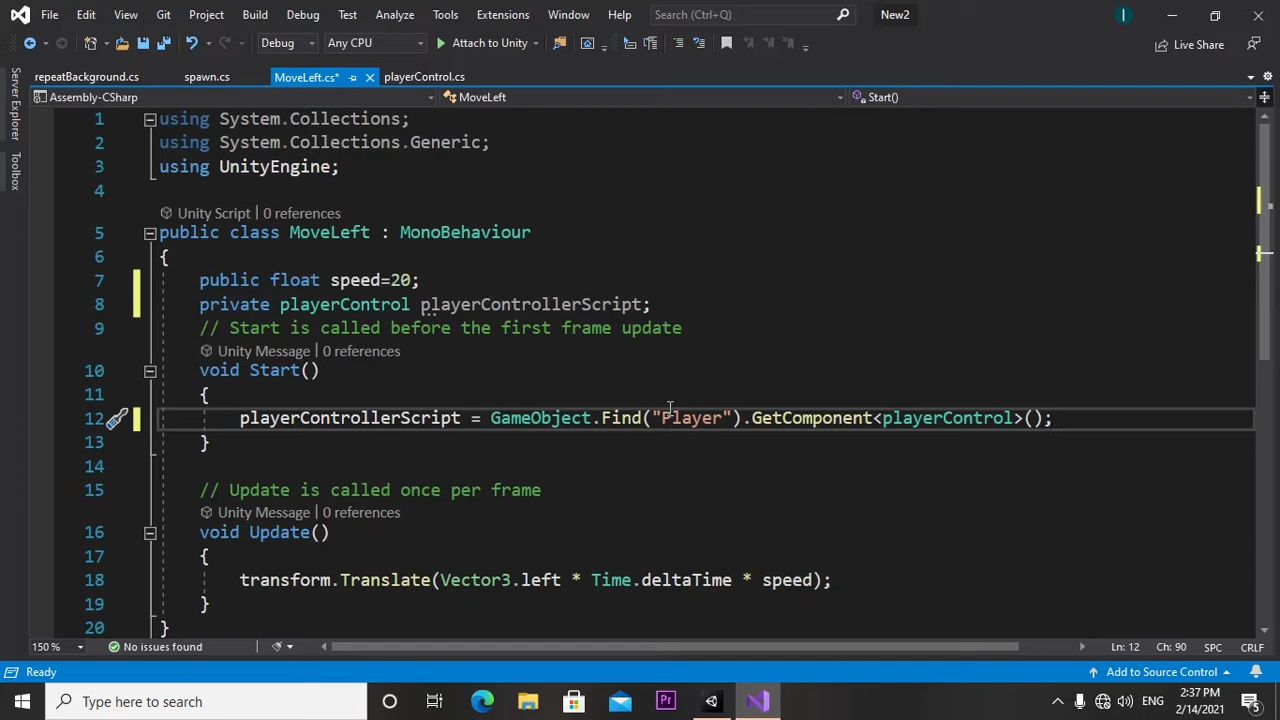 File Edit View Git Project Build Debug Test Analyze Tools Extensions Window Help Search (Ctrl+Q) New2 I
Debug Any CPU Attach to Unity Live Share
repeatBackground.cs spawn.cs MoveLeft.cs* playerControl.cs
Assembly-CSharp MoveLeft Start()
Server Explorer
Toolbox
1 using System.Collections;
2 using System.Collections.Generic;
3 using UnityEngine;
4
Unity Script | 0 references
5 public class MoveLeft : MonoBehaviour
6 {
7 public float speed=20;
8 private playerControl playerControllerScript;
9 // Start is called before the first frame update
Unity Message | 0 references
10 void Start()
11 {
12 playerControllerScript = GameObject.Find("Player").GetComponent<playerControl>();
13 }
14
15 // Update is called once per frame
Unity Message | 0 references
16 void Update()
17 {
18 transform.Translate(Vector3.left * Time.deltaTime * speed);
19 }
20 }
150 % No issues found Ln: 12 Ch: 90 SPC CRLF
Ready Add to Source Control
Type here to search Pr ENG 2:37 PM
2/14/2021 5